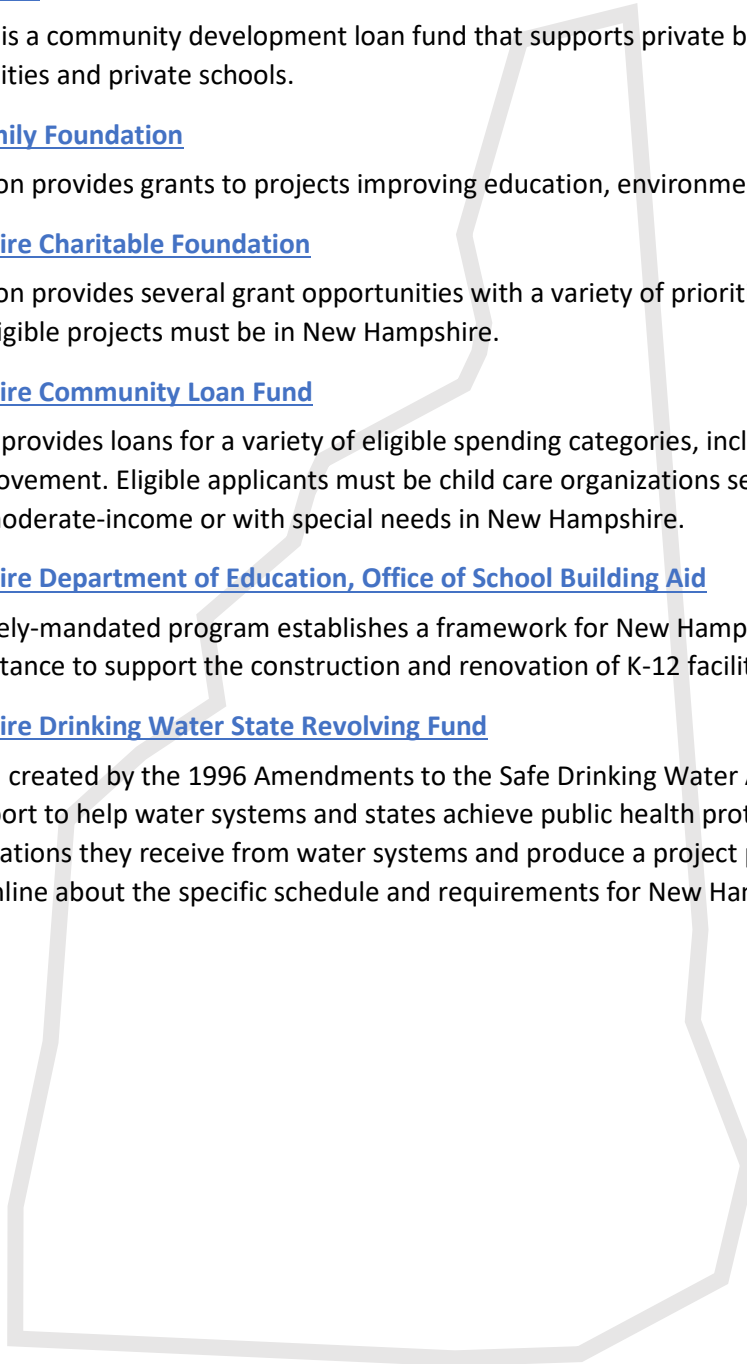 is a community development loan fund that supports private b
ities and private schools.
mily Foundation
on provides grants to projects improving education, environme
ire Charitable Foundation
on provides several grant opportunities with a variety of priorit
igible projects must be in New Hampshire.
ire Community Loan Fund
provides loans for a variety of eligible spending categories, incl
ovement. Eligible applicants must be child care organizations se
moderate-income or with special needs in New Hampshire.
ire Department of Education, Office of School Building Aid
ely-mandated program establishes a framework for New Hamp
tance to support the construction and renovation of K-12 facilit
ire Drinking Water State Revolving Fund
created by the 1996 Amendments to the Safe Drinking Water A
port to help water systems and states achieve public health prot
ations they receive from water systems and produce a project p
nline about the specific schedule and requirements for New Ham